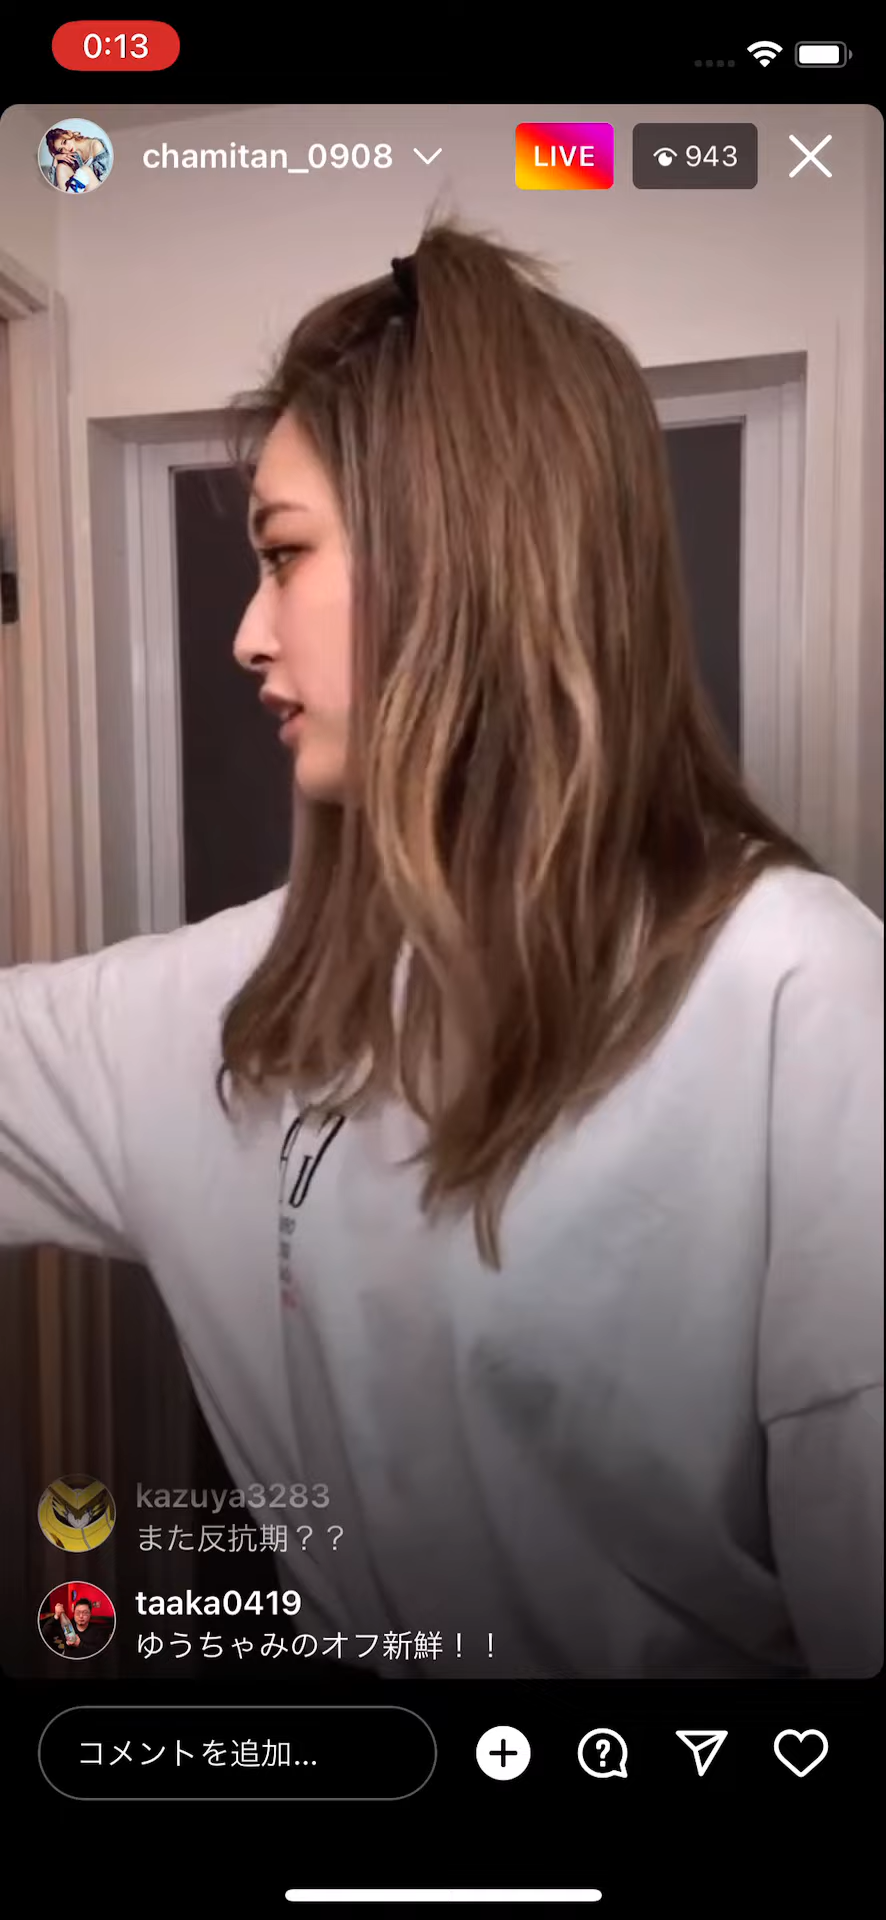 0:13
chamitan_0908
LIVE
943
kazuya3283
また反抗期？？
taaka0419
ゆうちゃみのオフ新鮮！！
コメントを追加...